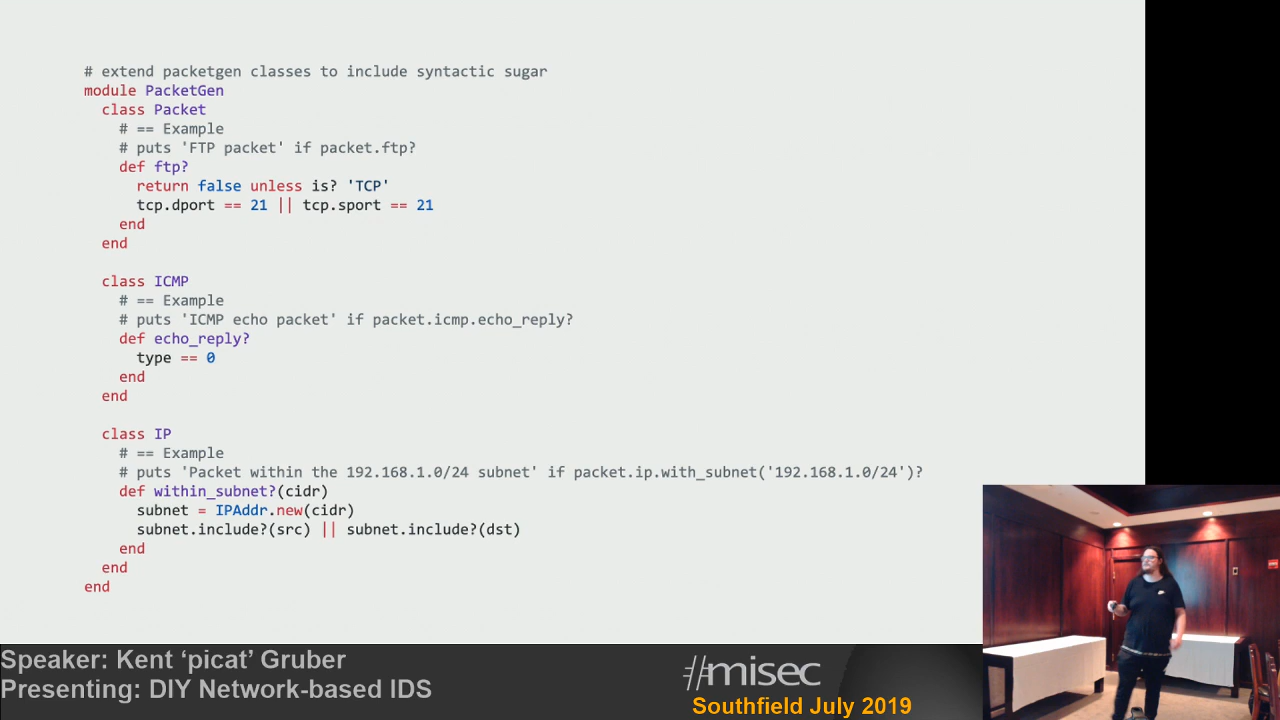 # extend packetgen classes to include syntactic sugar
module PacketGen
  class Packet
    # == Example
    # puts 'FTP packet' if packet.ftp?
    def ftp?
      return false unless is? 'TCP'
      tcp.dport == 21 || tcp.sport == 21
    end
  end

  class ICMP
    # == Example
    # puts 'ICMP echo packet' if packet.icmp.echo_reply?
    def echo_reply?
      type == 0
    end
  end

  class IP
    # == Example
    # puts 'Packet within the 192.168.1.0/24 subnet' if packet.ip.with_subnet('192.168.1.0/24')?
    def within_subnet?(cidr)
      subnet = IPAddr.new(cidr)
      subnet.include?(src) || subnet.include?(dst)
    end
  end
end
Speaker: Kent ‘picat’ Gruber
Presenting: DIY Network-based IDS
#misec
Southfield July 2019